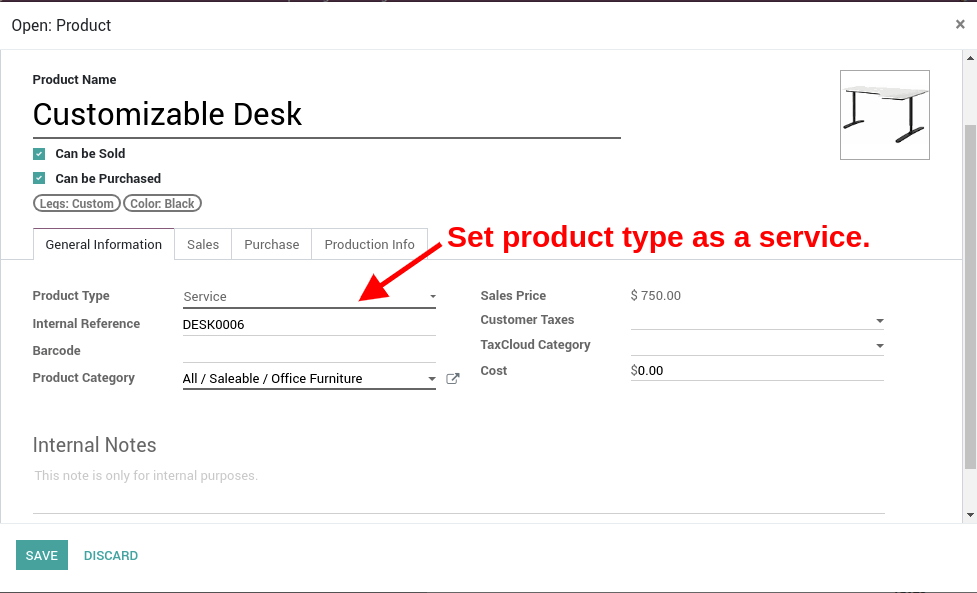 Open: Product
×
Product Name
Customizable Desk
Can be Sold
Can be Purchased
Legs: Custom Color: Black
General Information Sales Purchase Production Info
Set product type as a service.
Product Type Service
Sales Price $ 750.00
Internal Reference DESK0006
Customer Taxes
Barcode
TaxCloud Category
Product Category All / Saleable / Office Furniture
Cost $0.00
Internal Notes
This note is only for internal purposes.
SAVE DISCARD